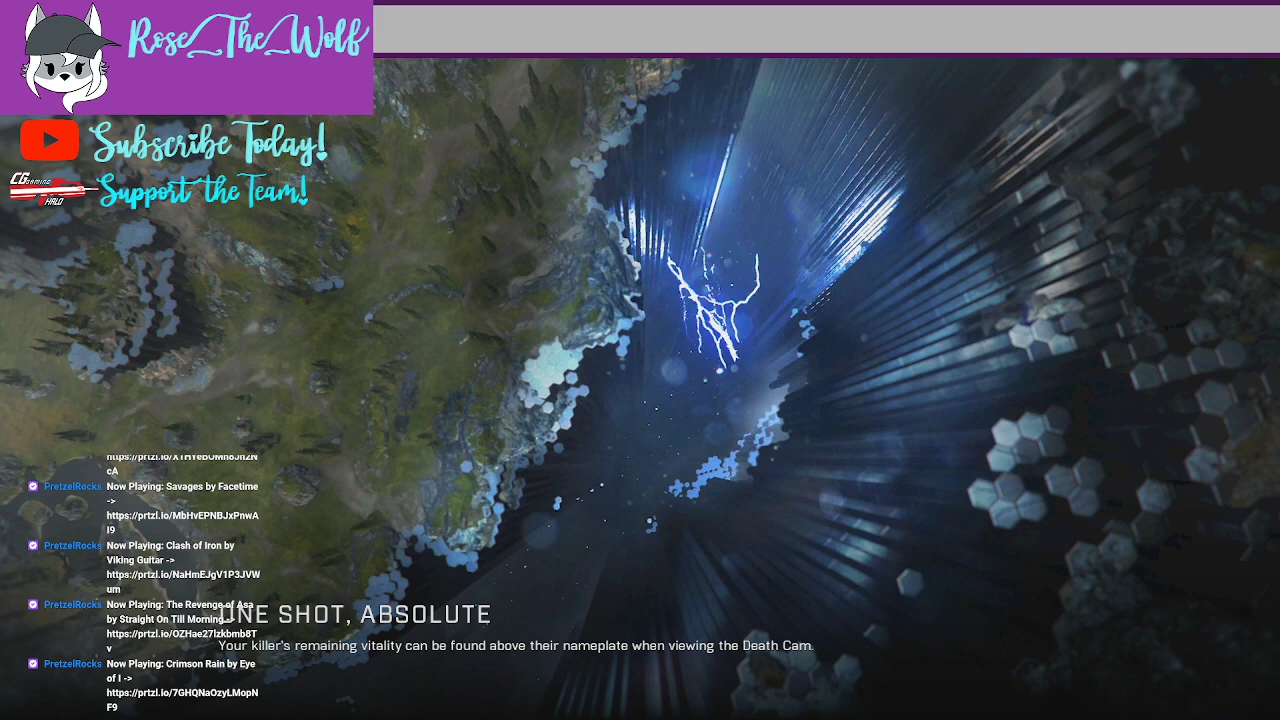 Rose_The_Wolf
Subscribe Today!
CGaming
HALO
Support the Team!
cA
PretzelRocks Now Playing: Savages by Facetime
->
https://prtzl.io/MbHvEPNBJxPnwA
l9
PretzelRocks Now Playing: Clash of Iron by
Viking Guitar ->
https://prtzl.io/NaHmEJgV1P3JVW
um
PretzelRocks Now Playing: The Revenge of Asa
by Straight On Till Morning ->
https://prtzl.io/OZHae27lzkbmb8T
v
PretzelRocks Now Playing: Crimson Rain by Eye
of I ->
https://prtzl.io/7GHQNaOzyLMopN
F9
ONE SHOT, ABSOLUTE
Your killer's remaining vitality can be found above their nameplate when viewing the Death Cam.